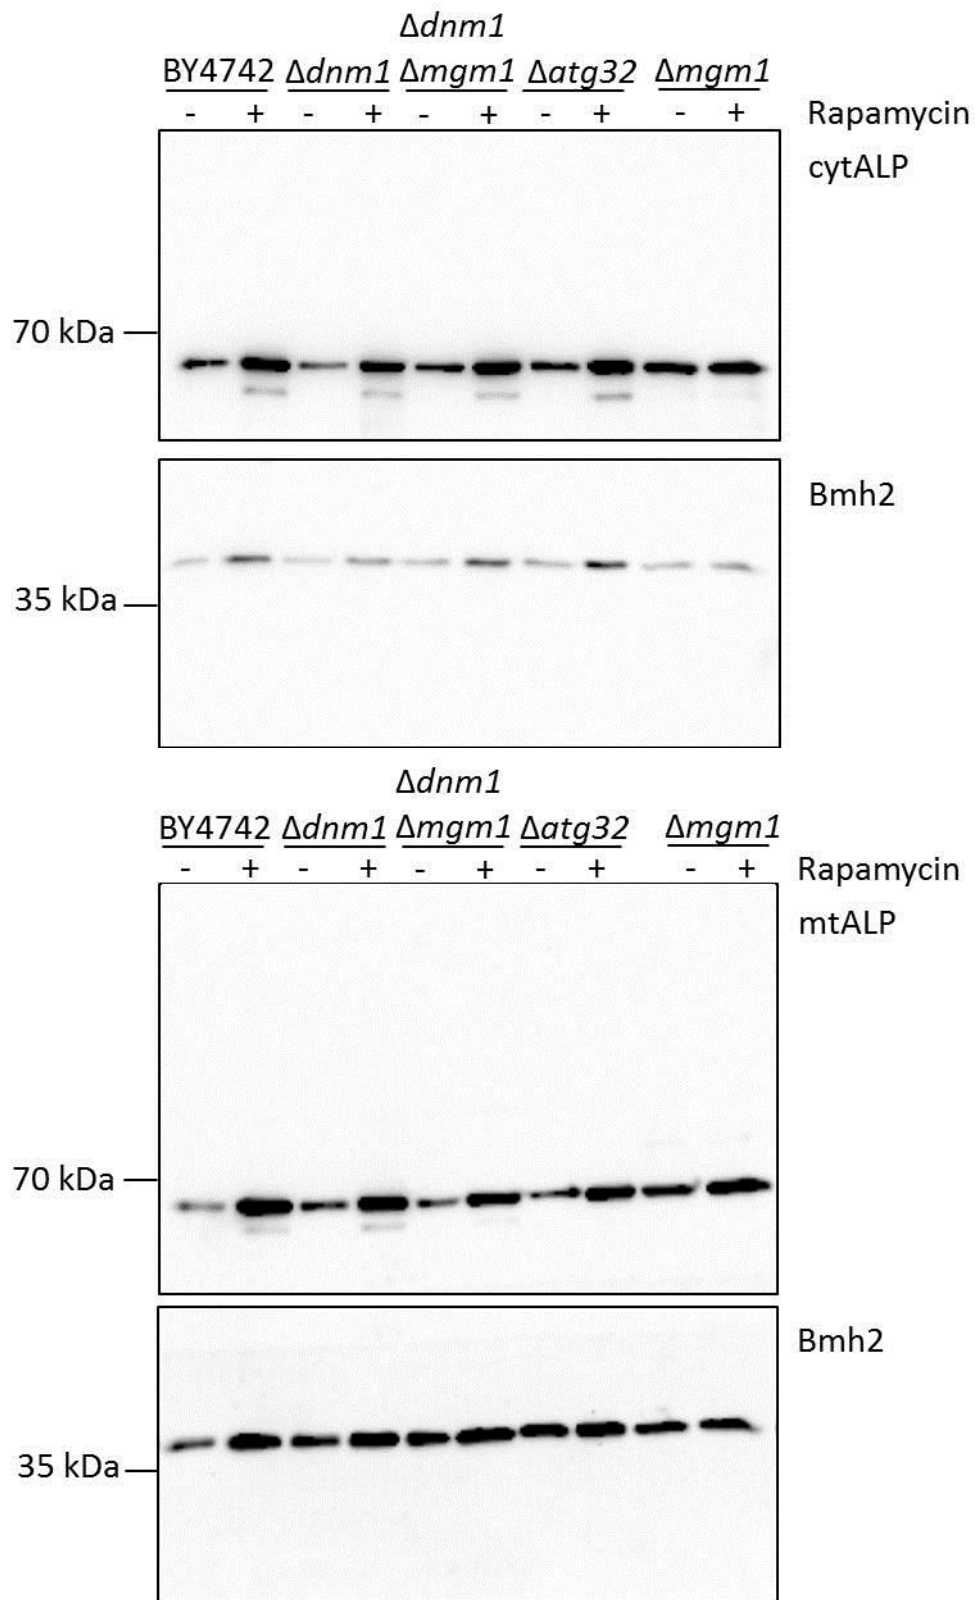 Δdnm1
BY4742 Δdnm1 Δmgm1 Δatg32 Δmgm1
- + - + - + - + - + Rapamycin
cytALP
70 kDa
Bmh2
35 kDa
Δdnm1
BY4742 Δdnm1 Δmgm1 Δatg32 Δmgm1
- + - + - + - + - + Rapamycin
mtALP
70 kDa
Bmh2
35 kDa